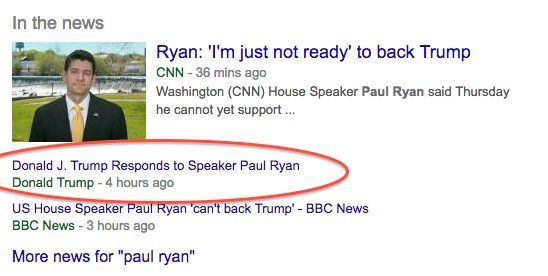 In the news
Ryan: 'I'm just not ready' to back Trump
CNN - 36 mins ago
Washington (CNN) House Speaker Paul Ryan said Thursday
he cannot yet support ...
Donald J. Trump Responds to Speaker Paul Ryan
Donald Trump - 4 hours ago
US House Speaker Paul Ryan 'can't back Trump' - BBC News
BBC News - 3 hours ago
More news for "paul ryan"